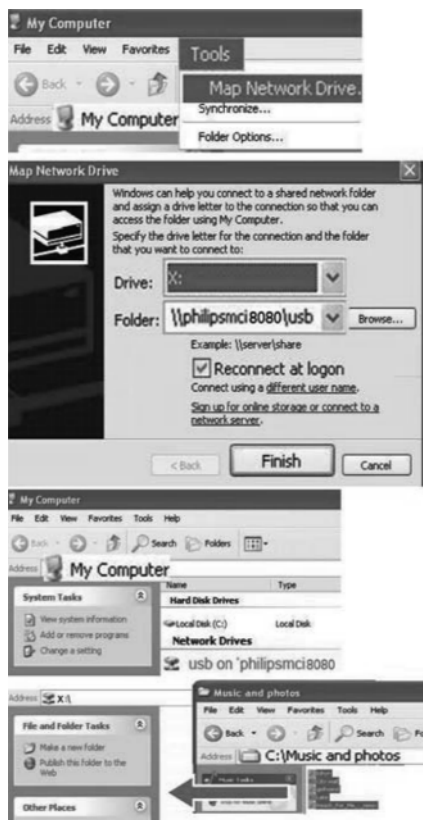 My Computer
File Edit View Favorites Tools
Back
Map Network Drive
Synchronize...
Address My Computer
Folder Options...
Map Network Drive
Windows can help you connect to a shared network folder
and assign a drive letter to the connection so that you can
access the folder using My Computer.
Specify the drive letter for the connection and the folder
that you want to connect to:
Drive: X:
Folder: \\philipsmci8080\usb Browse...
Example: \\server\share
Reconnect at logon
Connect using a different user name.
Sign up for online storage or connect to a
network server.
< Back Finish Cancel
My Computer
File Edit View Favorites Tools Help
Back Search Folders
Address My Computer
Name Type
System Tasks
Hard Disk Drives
View system information
Local Disk (C:) Local Disk
Add or remove programs
Network Drives
Change a setting
usb on 'philipsmci8080
Address X:\
Music and photos
File Edit View Favorites Tools Help
File and Folder Tasks
Back Search
Make a new folder
Address C:\Music and photos
Publish this folder to the
Web
Music Tasks
Other Places